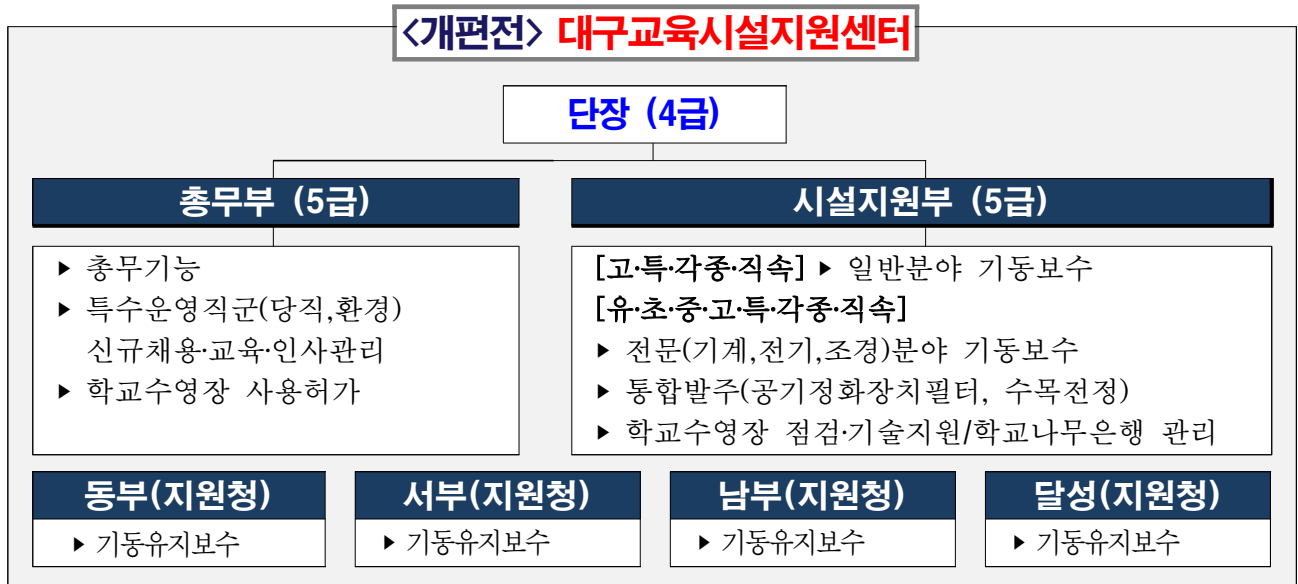 <개편전> 대구교육시설지원센터
단장 (4급)
총무부 (5급)
▶ 총무기능
▶ 특수운영직군(당직,환경)
신규채용·교육·인사관리
▶ 학교수영장 사용허가
시설지원부 (5급)
[고·특·각종·직속] ▶ 일반분야 기동보수
[유·초·중·고·특·각종·직속]
▶ 전문(기계,전기,조경)분야 기동보수
▶ 통합발주(공기정화장치필터, 수목전정)
▶ 학교수영장 점검·기술지원/학교나무은행 관리
동부(지원청)
▶ 기동유지보수
서부(지원청)
▶ 기동유지보수
남부(지원청)
▶ 기동유지보수
달성(지원청)
▶ 기동유지보수